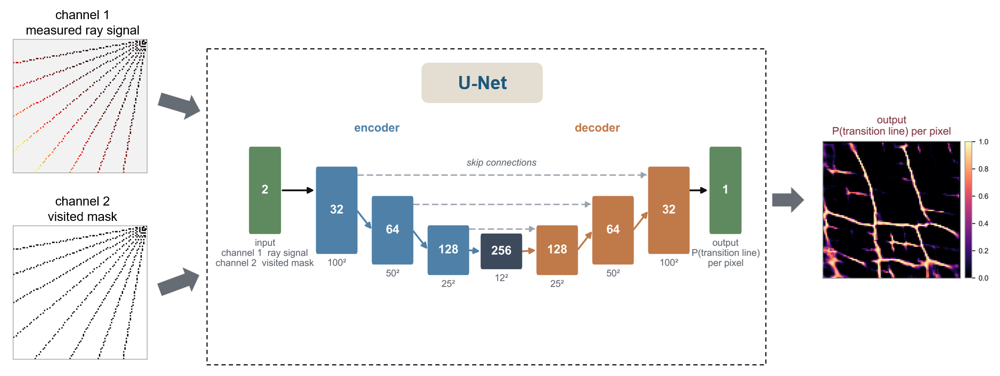 channel 1
measured ray signal
channel 2
visited mask
U-Net
encoder
decoder
skip connections
2
32
64
128
256
128
64
32
1
input
channel 1 ray signal
channel 2 visited mask
100²
50²
25²
12²
25²
50²
100²
output
P(transition line)
per pixel
output
P(transition line) per pixel
1.0
0.8
0.6
0.4
0.2
0.0